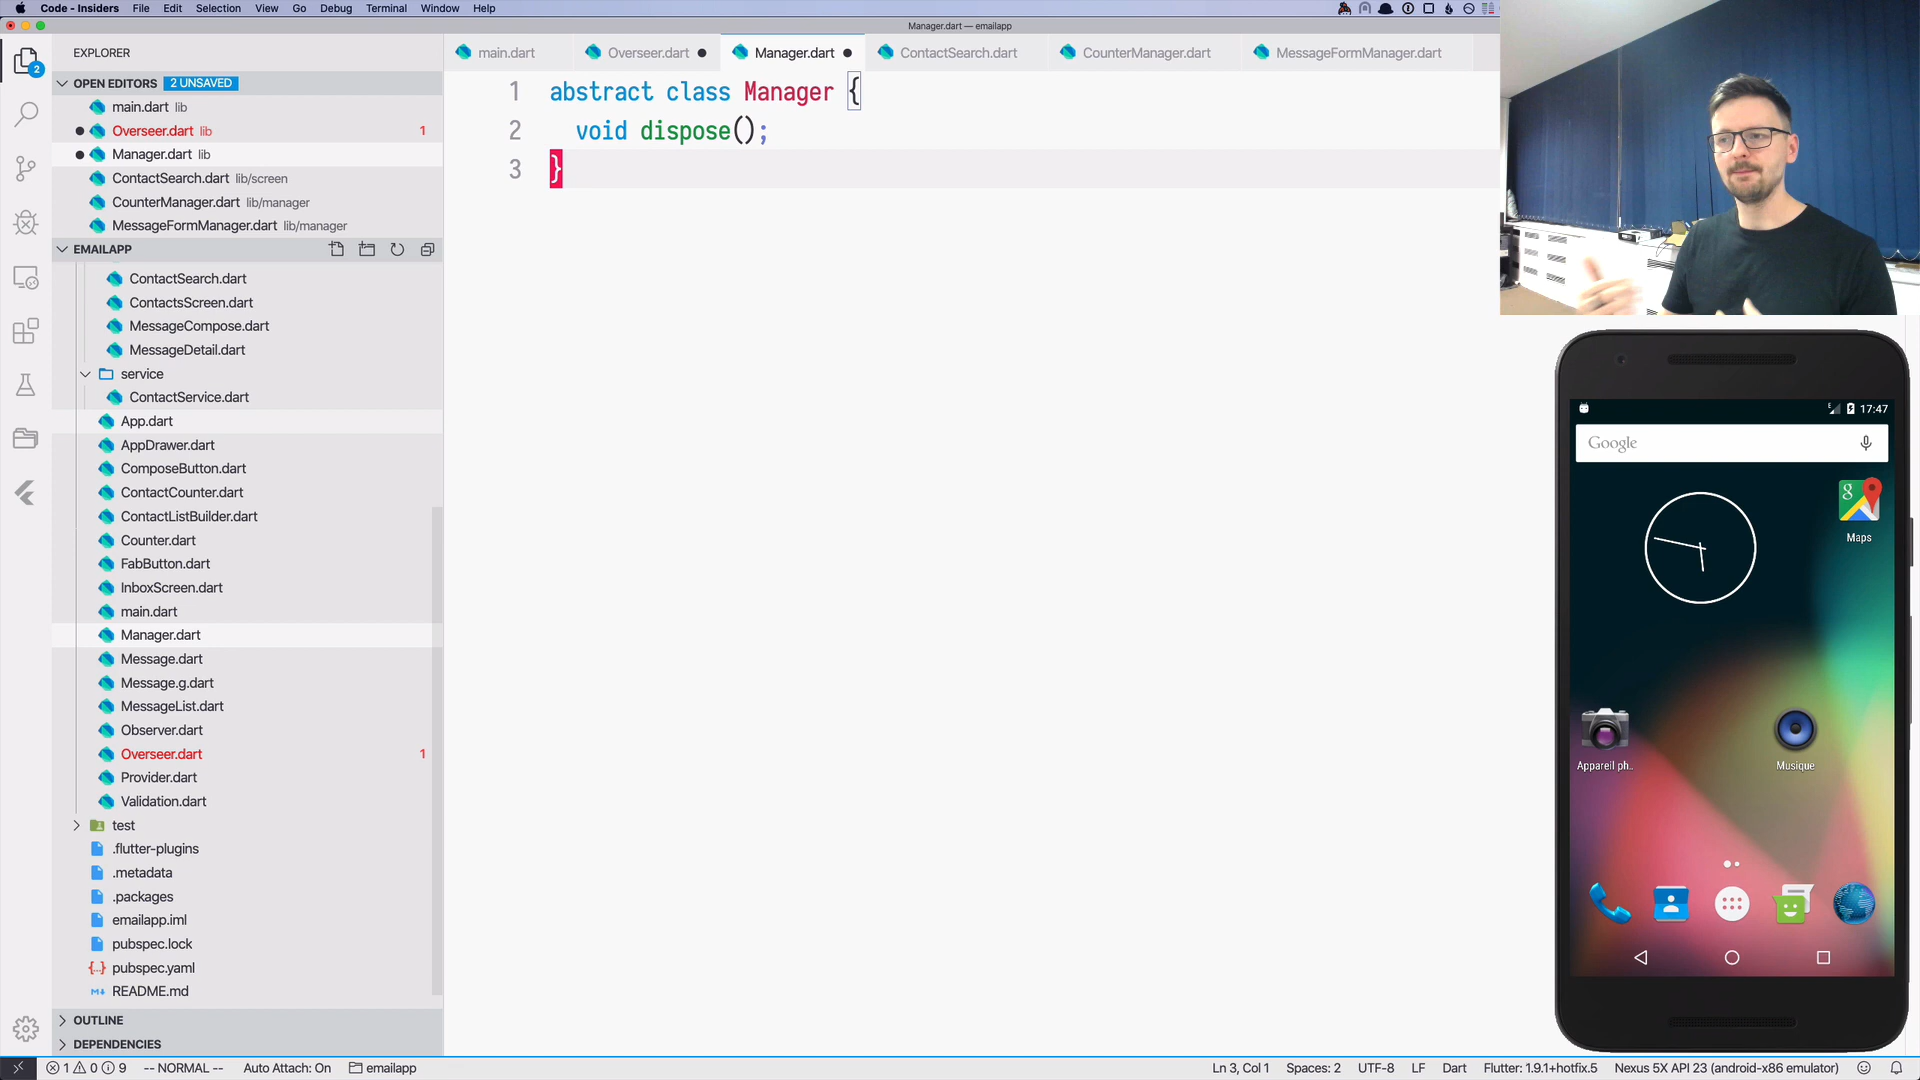 Code - Insiders File Edit Selection View Go Debug Terminal Window Help
Manager.dart — emailapp
EXPLORER
OPEN EDITORS 2 UNSAVED
main.dart lib
Overseer.dart lib 1
Manager.dart lib
ContactSearch.dart lib/screen
CounterManager.dart lib/manager
MessageFormManager.dart lib/manager
EMAILAPP
ContactSearch.dart
ContactsScreen.dart
MessageCompose.dart
MessageDetail.dart
service
ContactService.dart
App.dart
AppDrawer.dart
ComposeButton.dart
ContactCounter.dart
ContactListBuilder.dart
Counter.dart
FabButton.dart
InboxScreen.dart
main.dart
Manager.dart
Message.dart
Message.g.dart
MessageList.dart
Observer.dart
Overseer.dart 1
Provider.dart
Validation.dart
test
.flutter-plugins
.metadata
.packages
emailapp.iml
pubspec.lock
pubspec.yaml
README.md
OUTLINE
DEPENDENCIES
2
main.dart Overseer.dart Manager.dart ContactSearch.dart CounterManager.dart MessageFormManager.dart
1 abstract class Manager {
2 void dispose();
3 }
17:47
Google
Maps
Appareil ph..
Musique
1 0 9 -- NORMAL -- Auto Attach: On emailapp Ln 3, Col 1 Spaces: 2 UTF-8 LF Dart Flutter: 1.9.1+hotfix.5 Nexus 5X API 23 (android-x86 emulator)